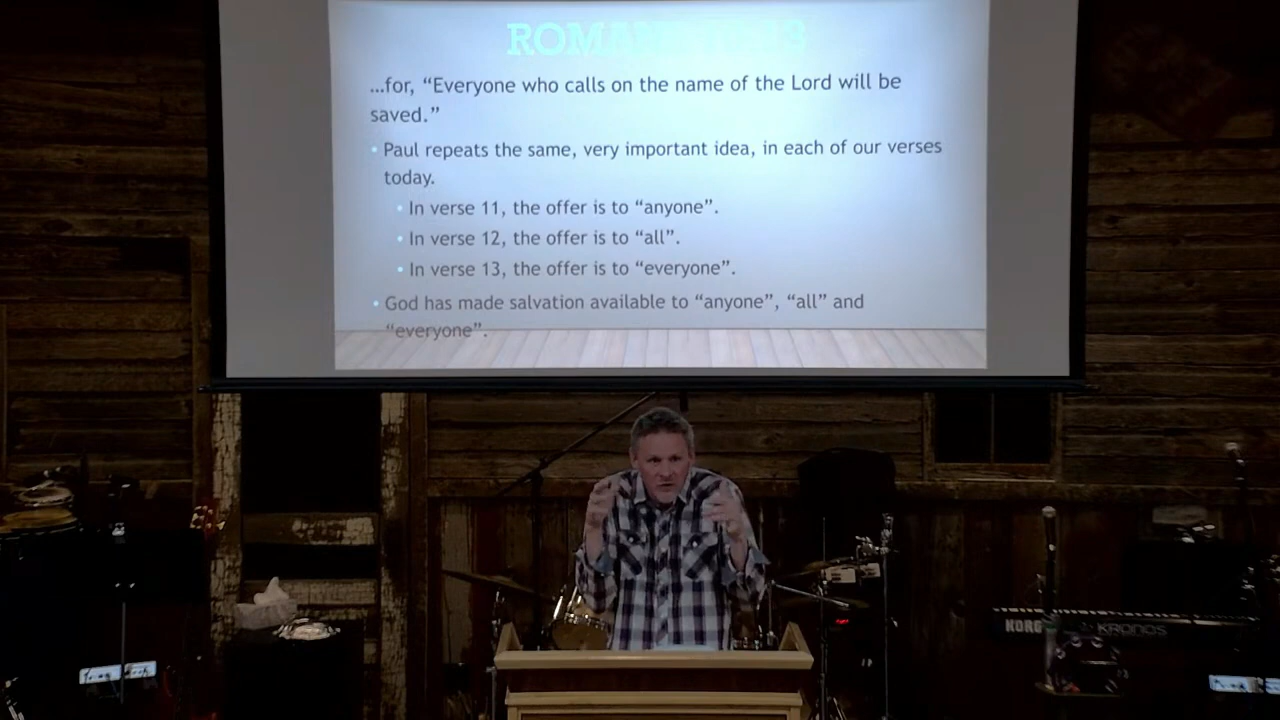 …for, “Everyone who calls on the name of the Lord will be
saved.”
• Paul repeats the same, very important idea, in each of our verses
today.
• In verse 11, the offer is to “anyone”.
• In verse 12, the offer is to “all”.
• In verse 13, the offer is to “everyone”.
• God has made salvation available to “anyone”, “all” and
“everyone”.
KORG KRONOS